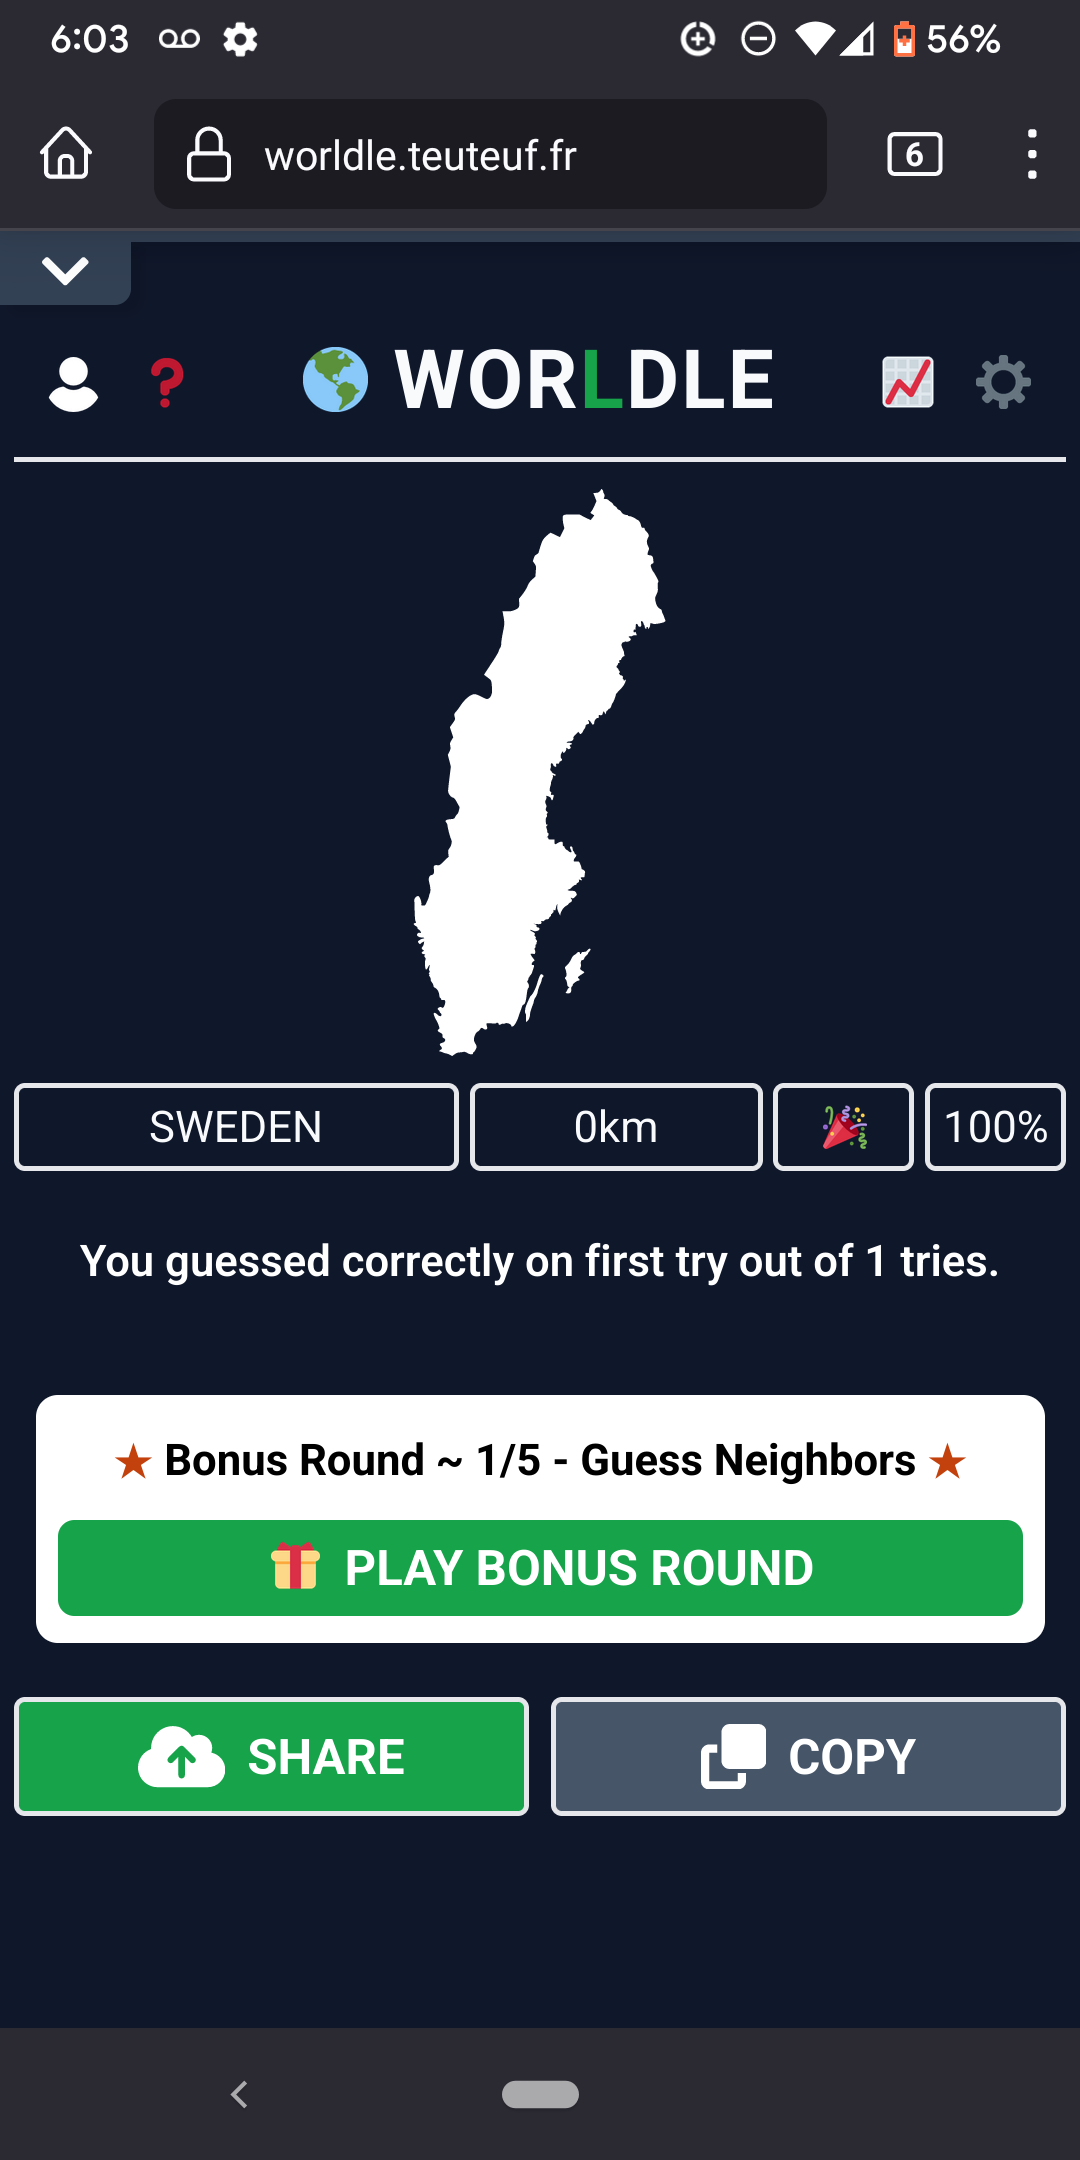 6:03 56%
worldle.teuteuf.fr 6
WORLDLE
SWEDEN 0km 100%
You guessed correctly on first try out of 1 tries.
★ Bonus Round ~ 1/5 - Guess Neighbors ★
PLAY BONUS ROUND
SHARE COPY